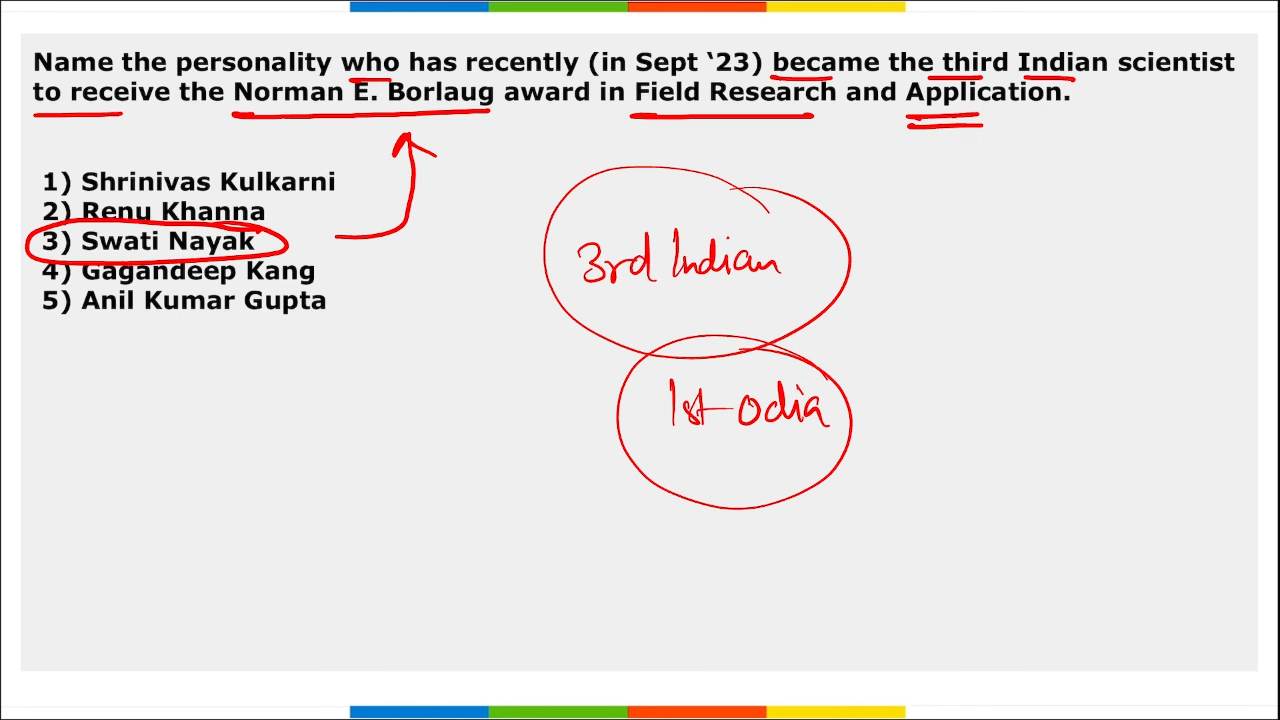 Name the personality who has recently (in Sept ‘23) became the third Indian scientist
to receive the Norman E. Borlaug award in Field Research and Application.
1) Shrinivas Kulkarni
2) Renu Khanna
3) Swati Nayak
4) Gagandeep Kang
5) Anil Kumar Gupta
3rd Indian
1st odia